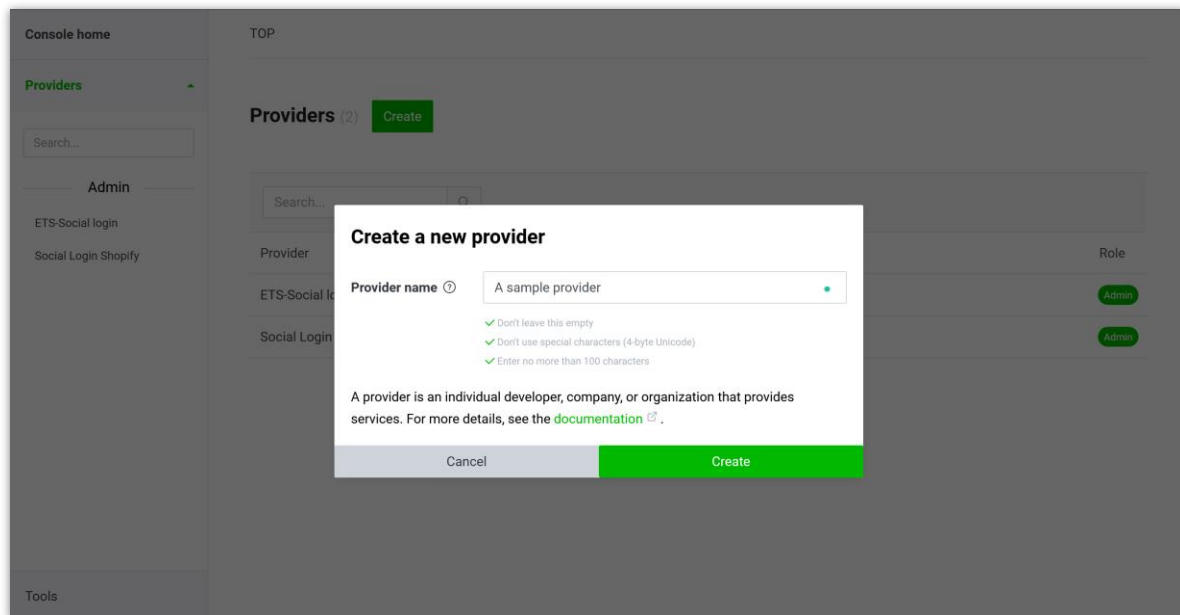 Console home
TOP
Providers
Providers (2)
Create
Search...
Admin
ETS-Social login
Social Login Shopify
Search...
Provider
Role
ETS-Social lo
Admin
Social Login
Admin
Create a new provider
Provider name
A sample provider
Don't leave this empty
Don't use special characters (4-byte Unicode)
Enter no more than 100 characters
A provider is an individual developer, company, or organization that provides
services. For more details, see the documentation .
Cancel
Create
Tools